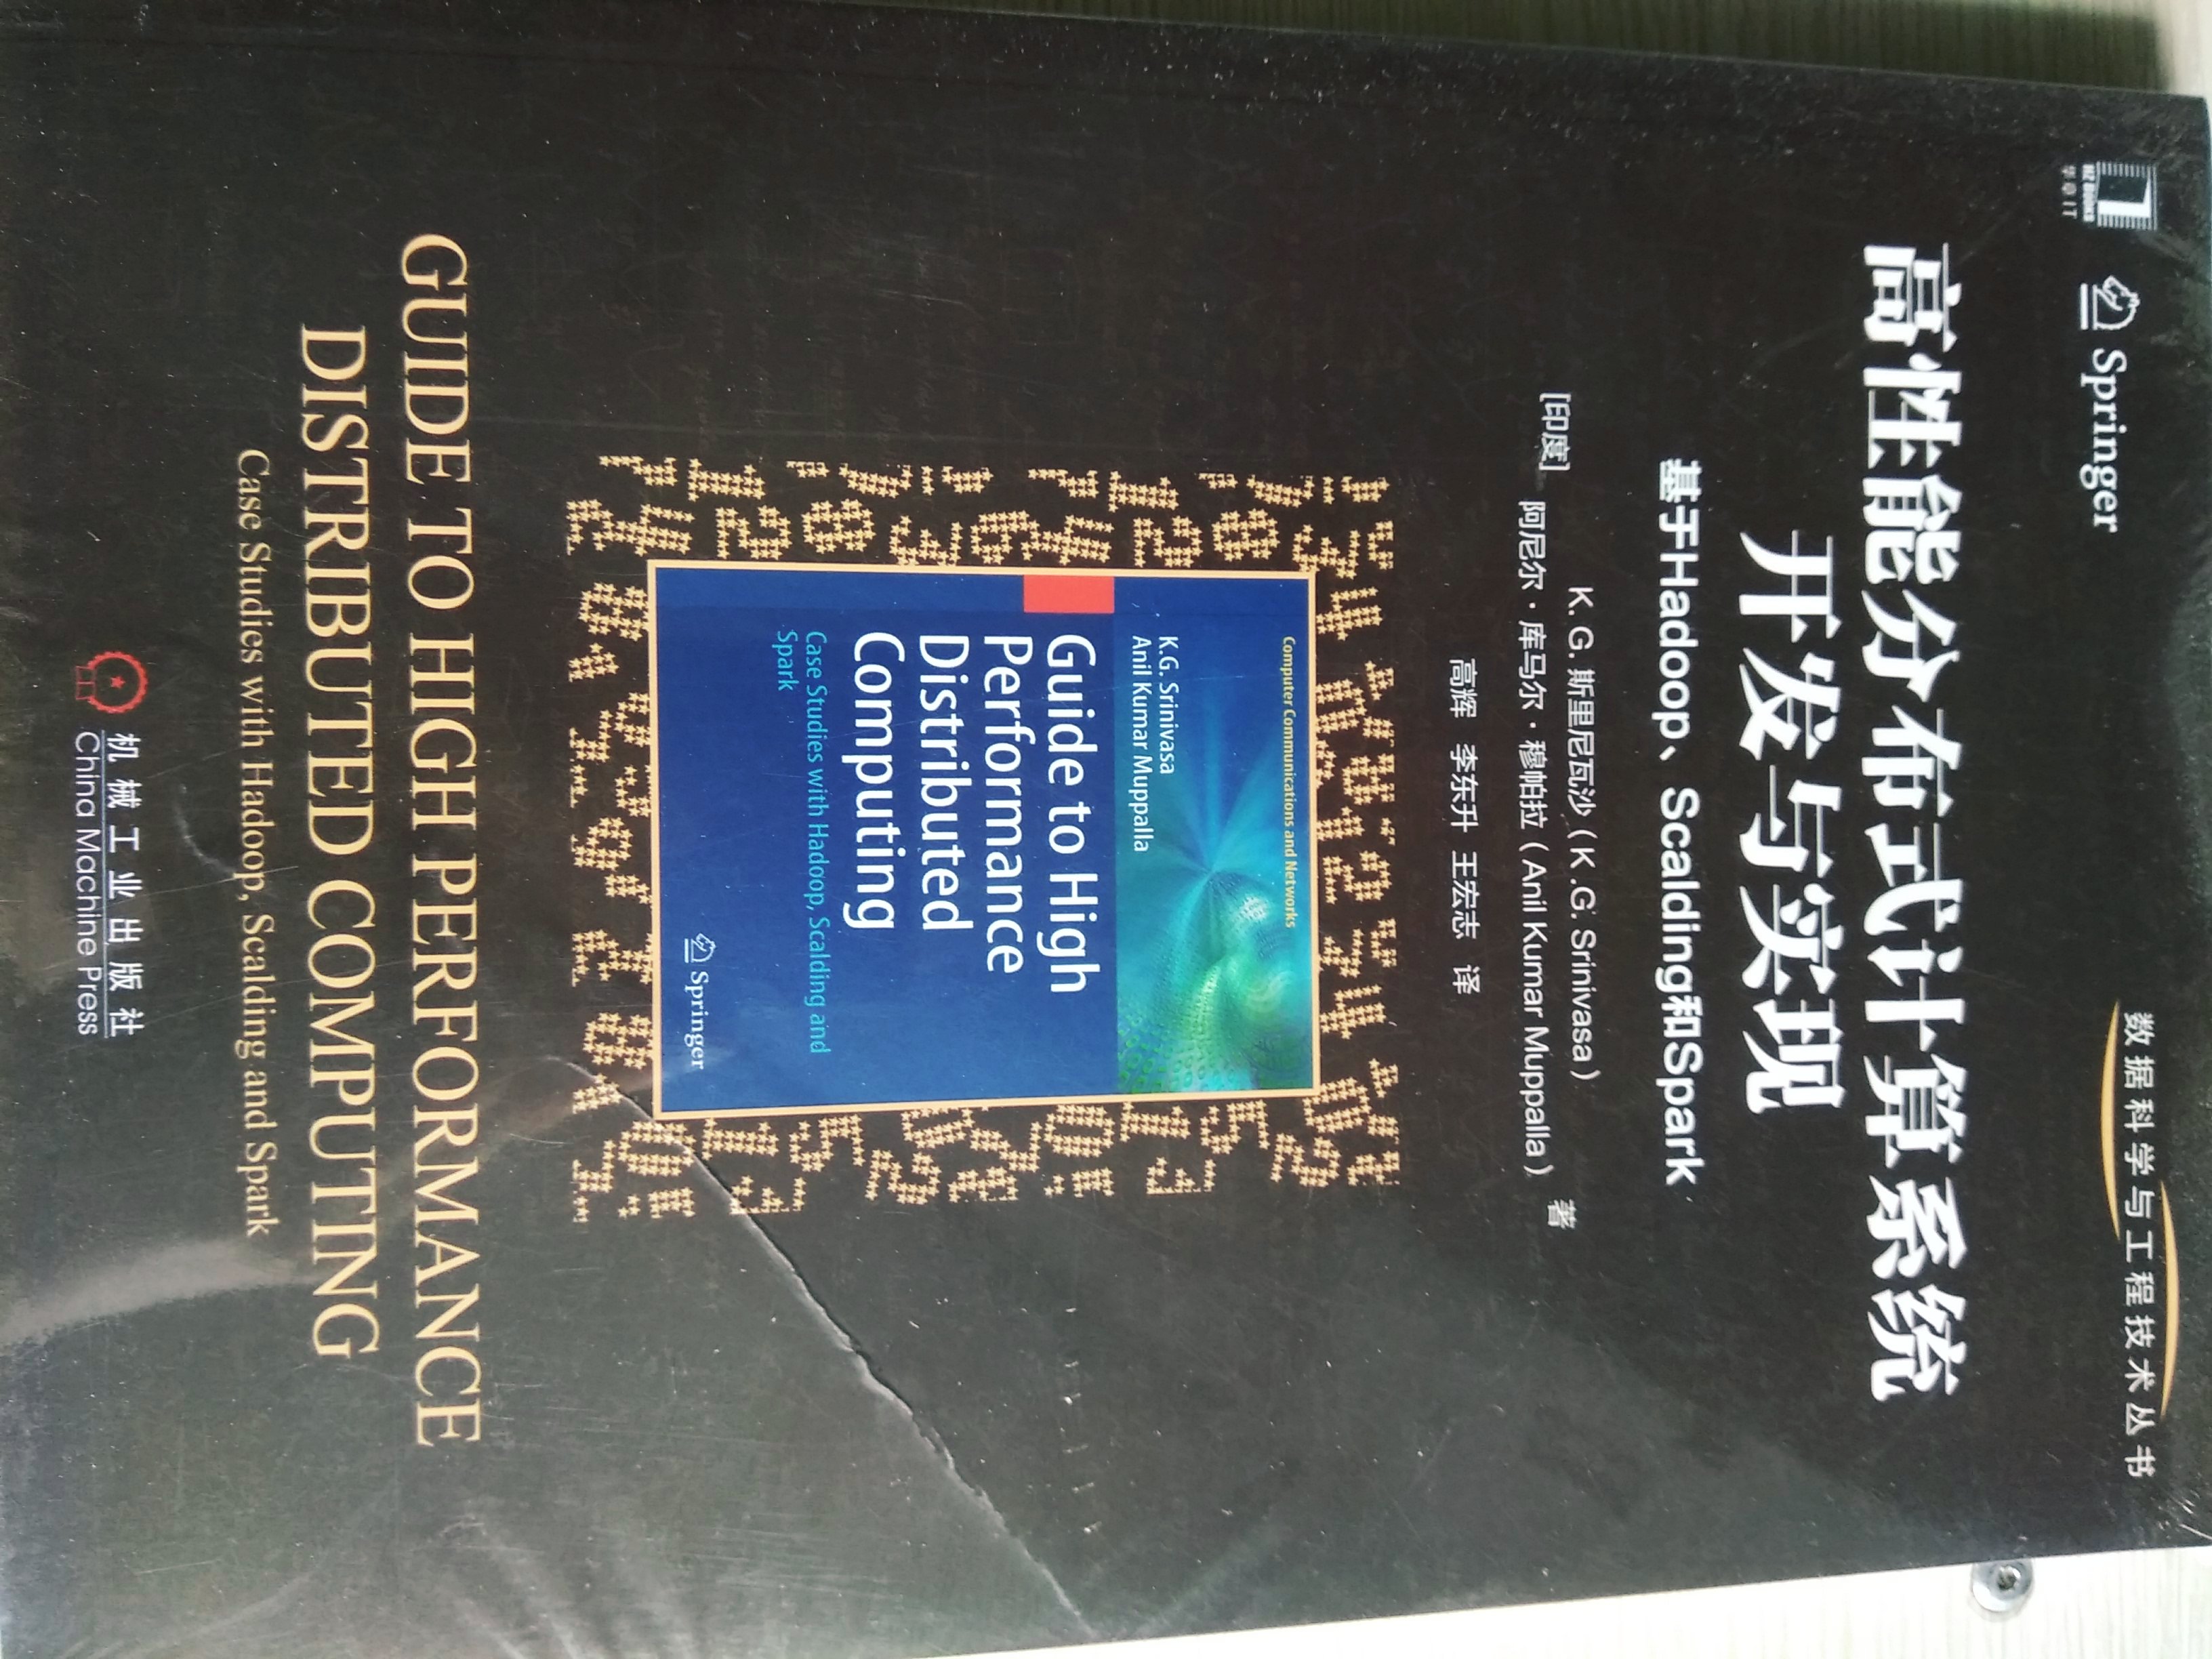 HZ BOOKS
华章IT
Springer
数据科学与工程技术丛书
高性能分布式计算系统
开发与实现
基于Hadoop、Scalding和Spark
K.G. 斯里尼瓦沙（K.G. Srinivasa）
[印度] 阿尼尔·库马尔·穆帕拉（Anil Kumar Muppalla） 著
高辉 李东升 王宏志 译
Computer Communications and Networks
K.G. Srinivasa
Anil Kumar Muppalla
Guide to High
Performance
Distributed
Computing
Case Studies with Hadoop, Scalding and
Spark
Springer
GUIDE TO HIGH PERFORMANCE
DISTRIBUTED COMPUTING
Case Studies with Hadoop, Scalding and Spark
机械工业出版社
China Machine Press